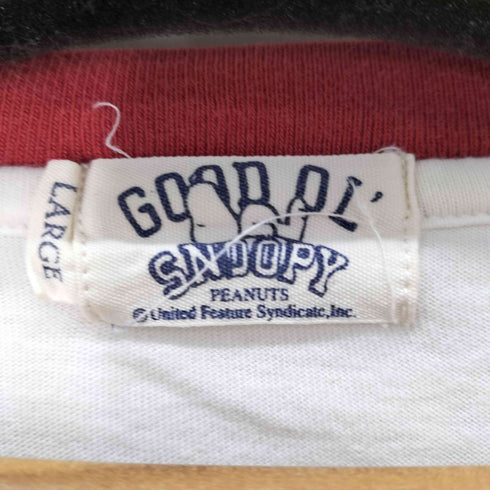 LARGE
GOOD OL'
SNOOPY
PEANUTS
© United Feature Syndicate, Inc.